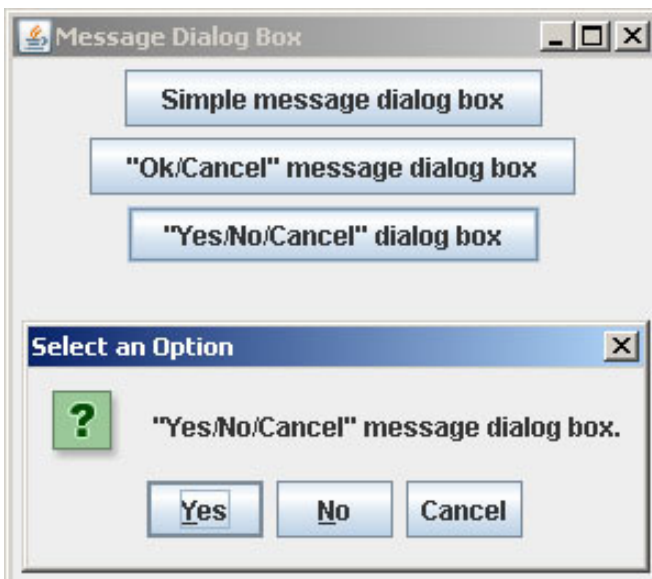 Message Dialog Box
Simple message dialog box
"Ok/Cancel" message dialog box
"Yes/No/Cancel" dialog box
Select an Option
?
"Yes/No/Cancel" message dialog box.
Yes No Cancel